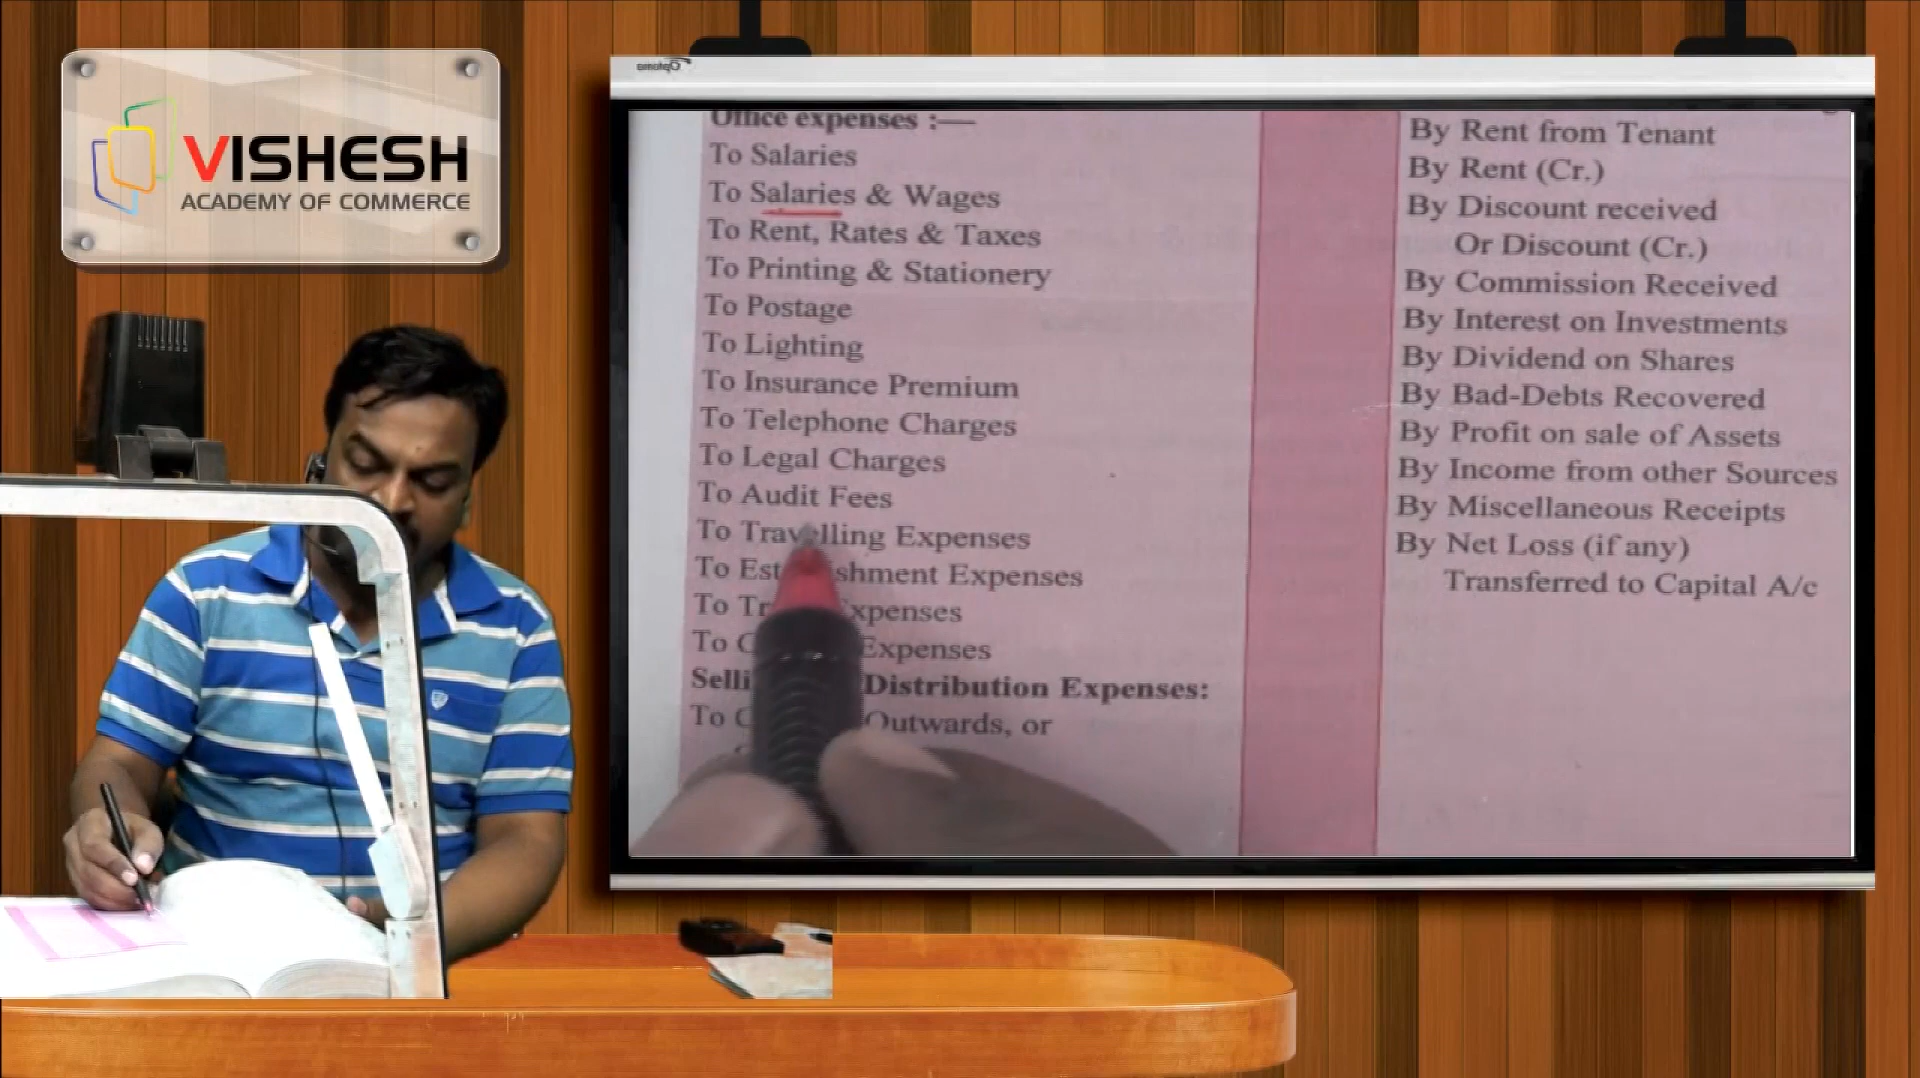 VISHESH
ACADEMY OF COMMERCE
Optoma
Office expenses :—
To Salaries
To Salaries & Wages
To Rent, Rates & Taxes
To Printing & Stationery
To Postage
To Lighting
To Insurance Premium
To Telephone Charges
To Legal Charges
To Audit Fees
To Travelling Expenses
To Establishment Expenses
To Expenses
To Expenses
Distribution Expenses:
To Outwards, or
By Rent from Tenant
By Rent (Cr.)
By Discount received
Or Discount (Cr.)
By Commission Received
By Interest on Investments
By Dividend on Shares
By Bad-Debts Recovered
By Profit on sale of Assets
By Income from other Sources
By Miscellaneous Receipts
By Net Loss (if any)
Transferred to Capital A/c